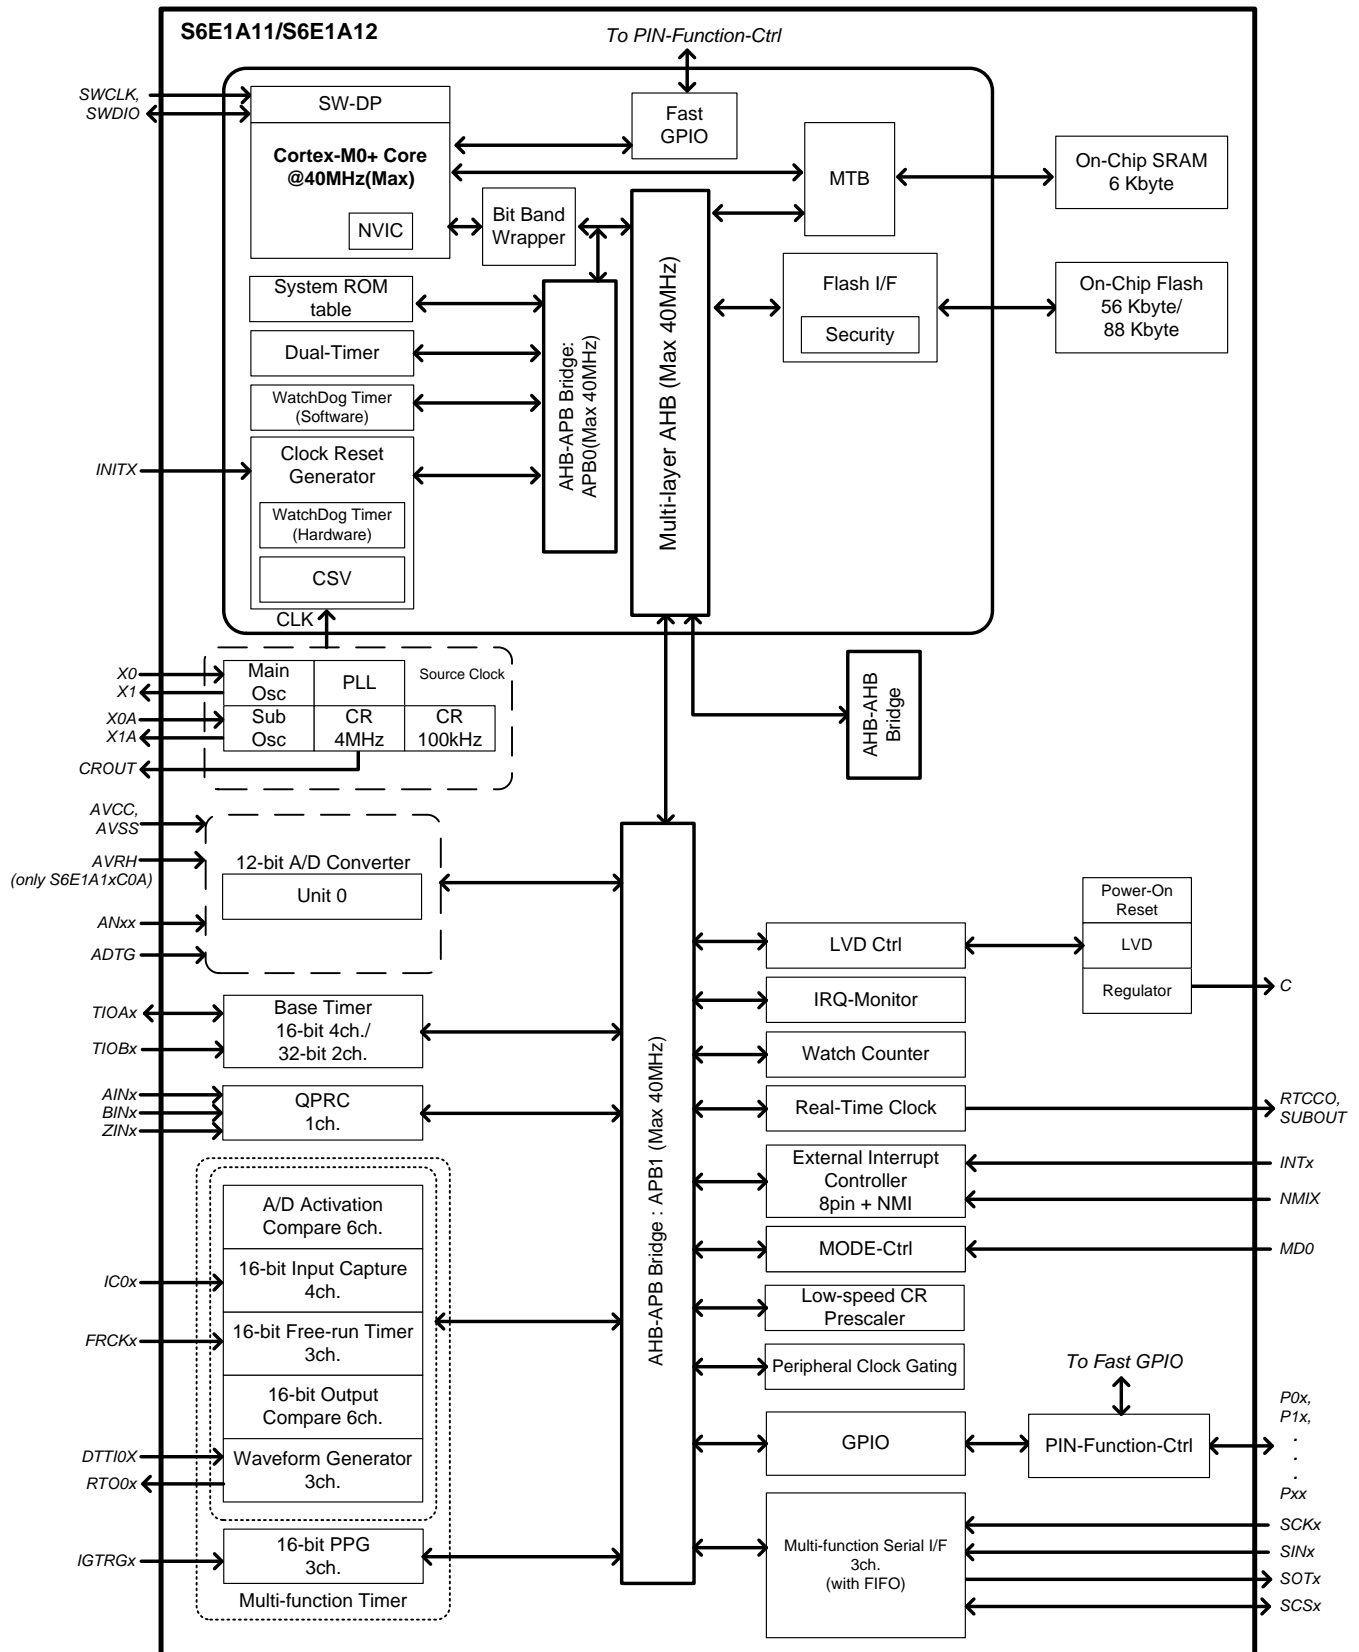 S6E1A11/S6E1A12
To PIN-Function-Ctrl
SWCLK,
SWDIO
SW-DP
Cortex-M0+ Core
@40MHz(Max)
NVIC
Fast
GPIO
MTB
On-Chip SRAM
6 Kbyte
Bit Band
Wrapper
Multi-layer AHB (Max 40MHz)
Flash I/F
Security
On-Chip Flash
56 Kbyte/
88 Kbyte
System ROM
table
Dual-Timer
WatchDog Timer
(Software)
AHB-APB Bridge:
APB0(Max 40MHz)
INITX
Clock Reset
Generator
WatchDog Timer
(Hardware)
CSV
CLK
X0
X1
X0A
X1A
CROUT
Main
Osc
PLL
Source Clock
Sub
Osc
CR
4MHz
CR
100kHz
AHB-AHB
Bridge
AVCC,
AVSS
AVRH
(only S6E1A1xC0A)
ANxx
ADTG
12-bit A/D Converter
Unit 0
AHB-APB Bridge : APB1 (Max 40MHz)
LVD Ctrl
Power-On
Reset
LVD
Regulator
C
IRQ-Monitor
Watch Counter
TIOAx
TIOBx
Base Timer
16-bit 4ch./
32-bit 2ch.
AINx
BINx
ZINx
QPRC
1ch.
Real-Time Clock
RTCCO,
SUBOUT
External Interrupt
Controller
8pin + NMI
INTx
NMIX
MODE-Ctrl
MD0
Low-speed CR
Prescaler
Peripheral Clock Gating
To Fast GPIO
GPIO
PIN-Function-Ctrl
P0x,
P1x,
.
.
.
Pxx
Multi-function Serial I/F
3ch.
(with FIFO)
SCKx
SINx
SOTx
SCSx
A/D Activation
Compare 6ch.
IC0x
16-bit Input Capture
4ch.
FRCKx
16-bit Free-run Timer
3ch.
16-bit Output
Compare 6ch.
DTTI0X
RTO0x
Waveform Generator
3ch.
IGTRGx
16-bit PPG
3ch.
Multi-function Timer